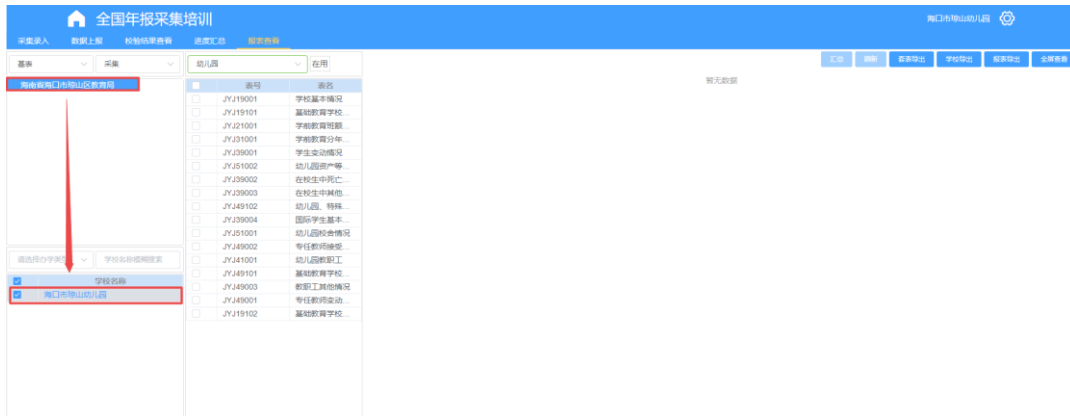 全国年报采集培训
海口市琼山幼儿园
采集录入 数据上报 校验结果查看 进度汇总 报表查看
基表 采集 幼儿园 在用
汇总 刷新 套表导出 学校导出 报表导出 全屏查看
海南省海口市琼山区教育局
暂无数据
表号 表名
JYJ19001 学校基本情况
JYJ19101 基础教育学校...
JYJ21001 学前教育班额...
JYJ31001 学前教育分年...
JYJ39001 学生变动情况
JYJ51002 幼儿园资产等...
JYJ39002 在校生中死亡...
JYJ39003 在校生中其他...
JYJ49102 幼儿园、特殊...
JYJ39004 国际学生基本...
JYJ51001 幼儿园校舍情况
JYJ49002 专任教师接受...
JYJ41001 幼儿园教职工
JYJ49101 基础教育学校...
JYJ49003 教职工其他情况
JYJ49001 专任教师变动...
JYJ19102 基础教育学校...
请选择办学类型 学校名称模糊搜索
学校名称
海口市琼山幼儿园